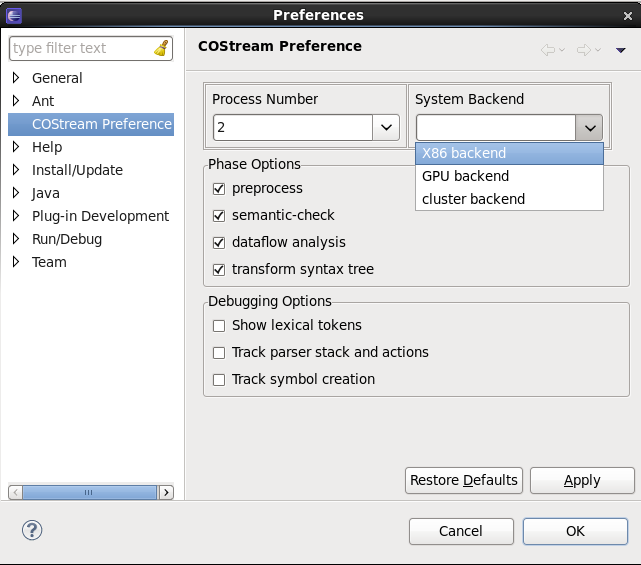 Preferences
type filter text
General
Ant
COStream Preference
Help
Install/Update
Java
Plug-in Development
Run/Debug
Team
COStream Preference
Process Number
System Backend
2
X86 backend
GPU backend
cluster backend
Phase Options
preprocess
semantic-check
dataflow analysis
transform syntax tree
Debugging Options
Show lexical tokens
Track parser stack and actions
Track symbol creation
Restore Defaults
Apply
Cancel
OK